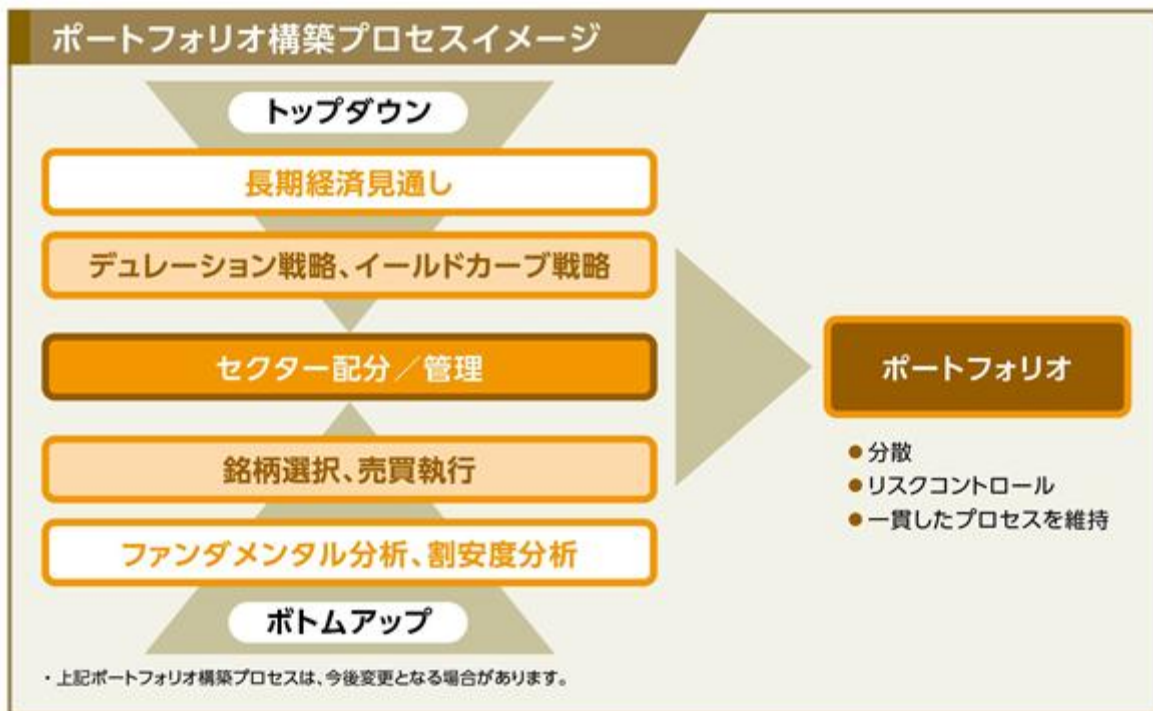 ポートフォリオ構築プロセスイメージ
トップダウン
長期経済見通し
デュレーション戦略、イールドカーブ戦略
セクター配分／管理
銘柄選択、売買執行
ファンダメンタル分析、割安度分析
ボトムアップ
ポートフォリオ
●分散
●リスクコントロール
●一貫したプロセスを維持
・上記ポートフォリオ構築プロセスは、今後変更となる場合があります。